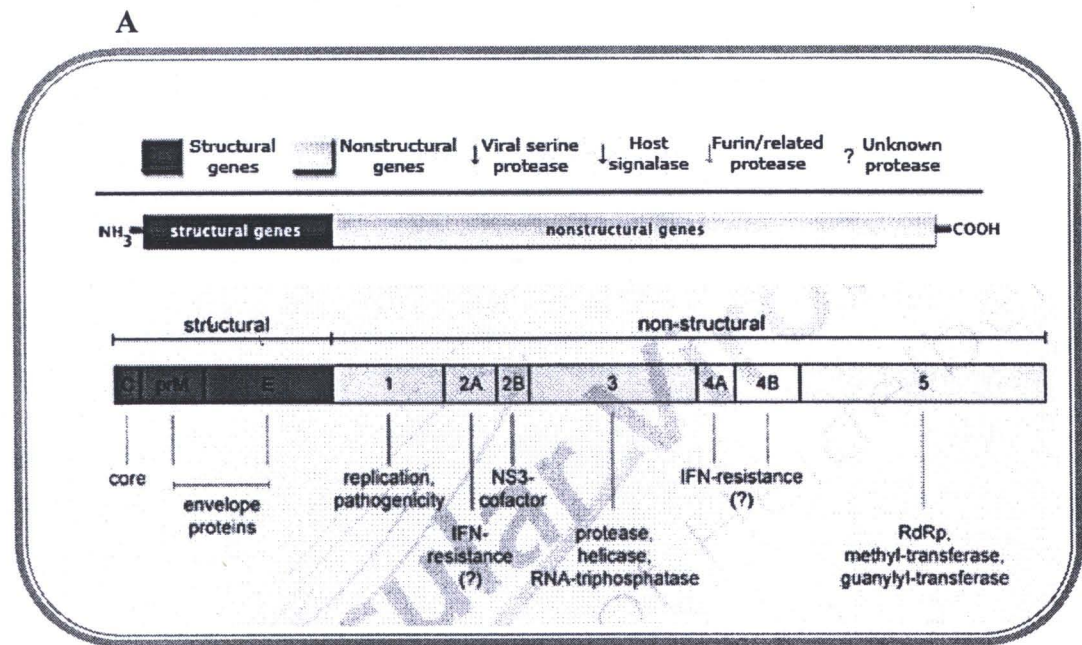 A
Structural genes
Nonstructural genes
Viral serine protease
Host signalase
Furin/related protease
? Unknown protease
NH3
structural genes
nonstructural genes
COOH
structural
non-structural
C prM E 1 2A 2B 3 4A 4B 5
core
envelope proteins
replication, pathogenicity
IFN-resistance (?)
NS3-cofactor
protease, helicase, RNA-triphosphatase
IFN-resistance (?)
RdRp, methyl-transferase, guanylyl-transferase